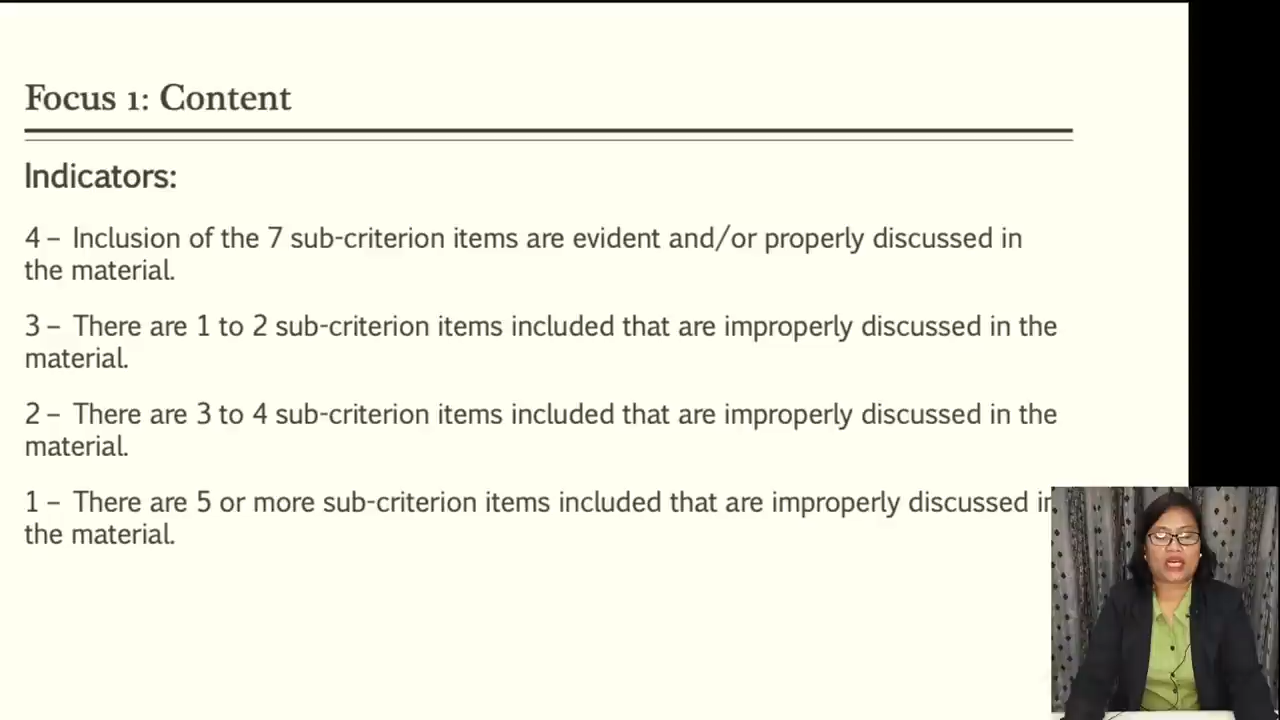 Focus 1: Content
Indicators:
4 – Inclusion of the 7 sub-criterion items are evident and/or properly discussed in
the material.
3 – There are 1 to 2 sub-criterion items included that are improperly discussed in the
material.
2 – There are 3 to 4 sub-criterion items included that are improperly discussed in the
material.
1 – There are 5 or more sub-criterion items included that are improperly discussed in
the material.